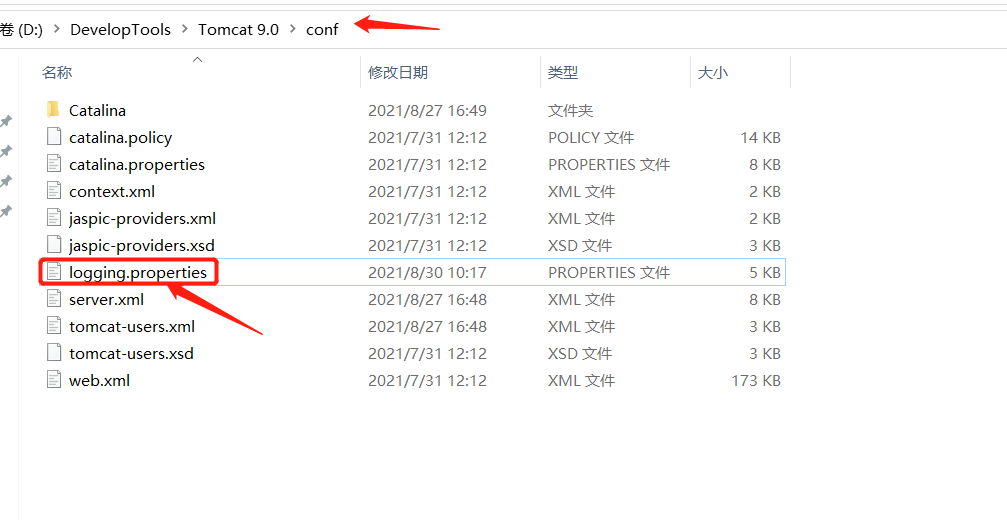 卷 (D:) > DevelopTools > Tomcat 9.0 > conf
名称 修改日期 类型 大小
Catalina 2021/8/27 16:49 文件夹
catalina.policy 2021/7/31 12:12 POLICY 文件 14 KB
catalina.properties 2021/7/31 12:12 PROPERTIES 文件 8 KB
context.xml 2021/7/31 12:12 XML 文件 2 KB
jaspic-providers.xml 2021/7/31 12:12 XML 文件 2 KB
jaspic-providers.xsd 2021/7/31 12:12 XSD 文件 3 KB
logging.properties 2021/8/30 10:17 PROPERTIES 文件 5 KB
server.xml 2021/8/27 16:48 XML 文件 8 KB
tomcat-users.xml 2021/8/27 16:48 XML 文件 3 KB
tomcat-users.xsd 2021/7/31 12:12 XSD 文件 3 KB
web.xml 2021/7/31 12:12 XML 文件 173 KB